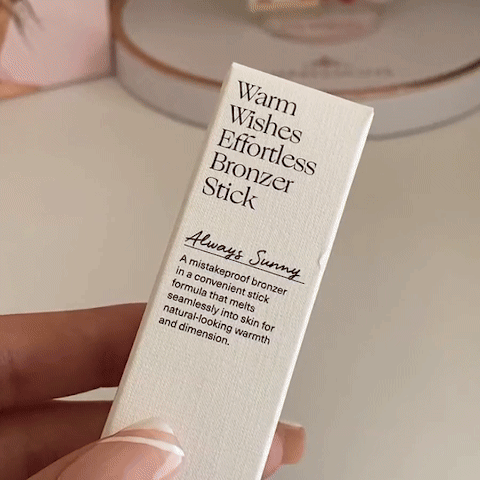 Warm
Wishes
Effortless
Bronzer
Stick
Always Sunny
A mistakeproof bronzer
in a convenient stick
formula that melts
seamlessly into skin for
natural-looking warmth
and dimension.